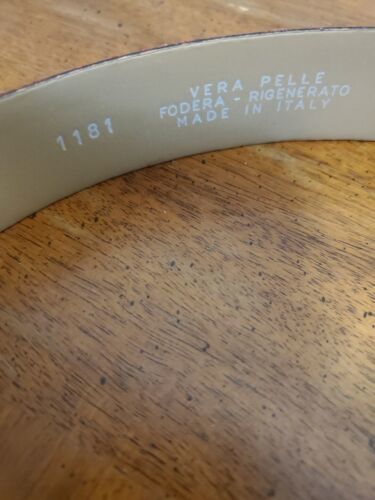 1181
VERA PELLE
FODERA - RIGENERATO
MADE IN ITALY